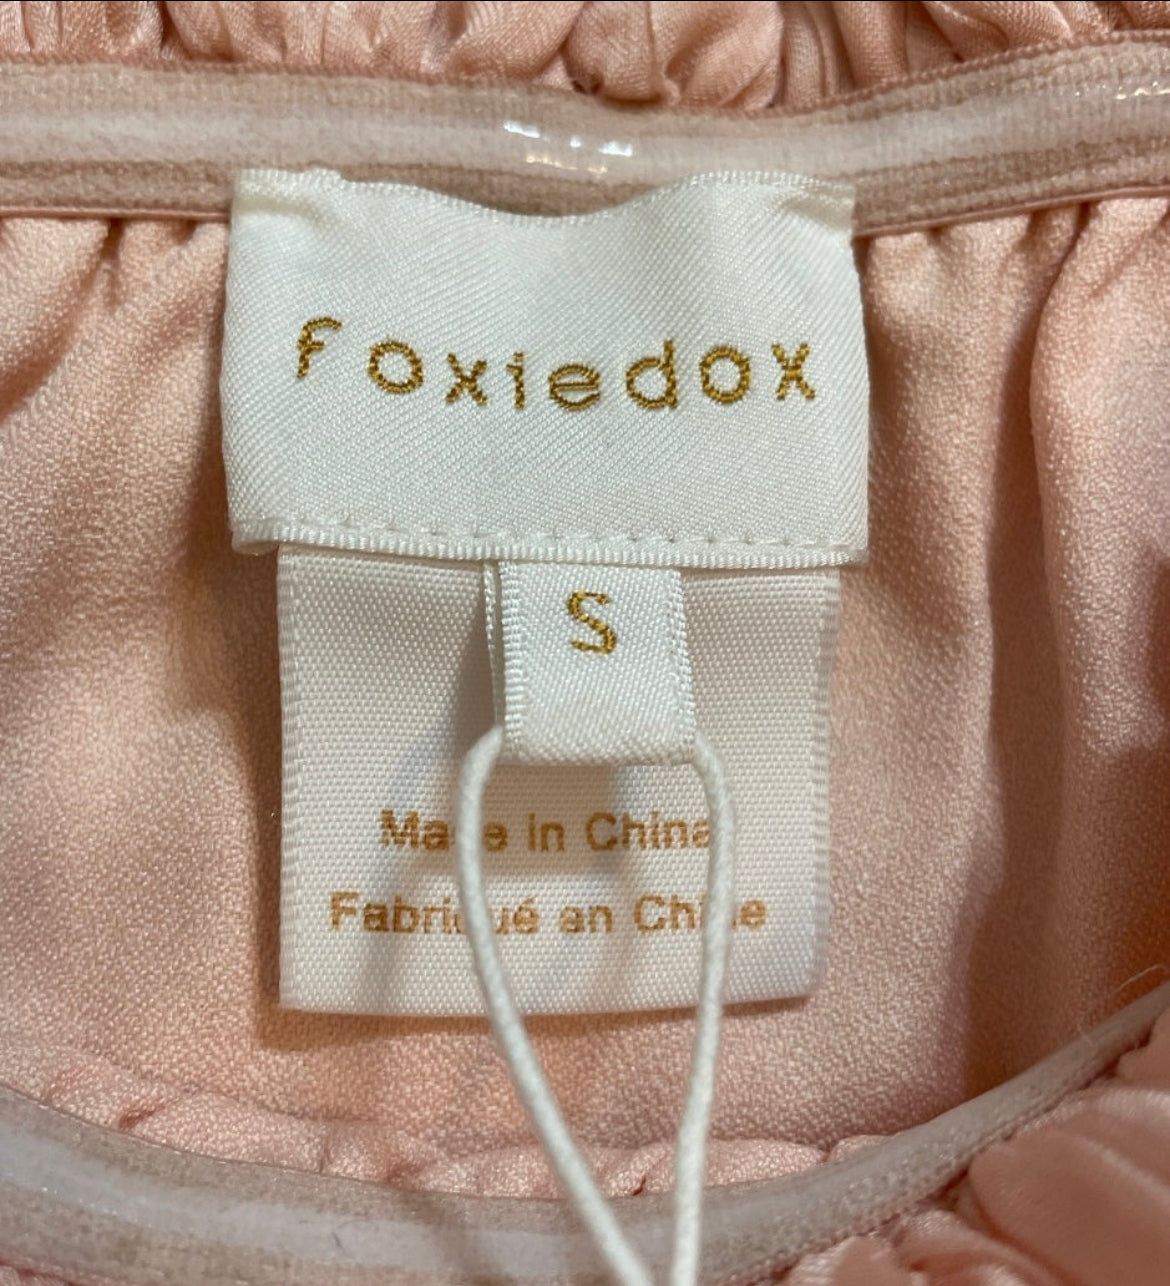 foxiedox
S
Made in China
Fabriqué en Chine